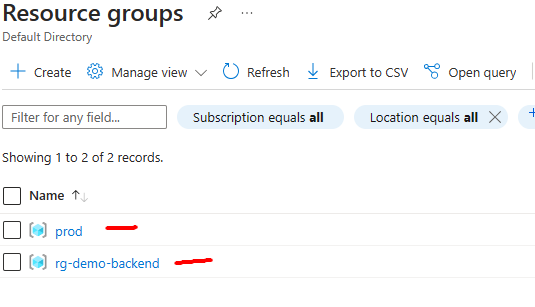 Resource groups
Default Directory
Create Manage view Refresh Export to CSV Open query
Filter for any field... Subscription equals all Location equals all
Showing 1 to 2 of 2 records.
Name
prod
rg-demo-backend